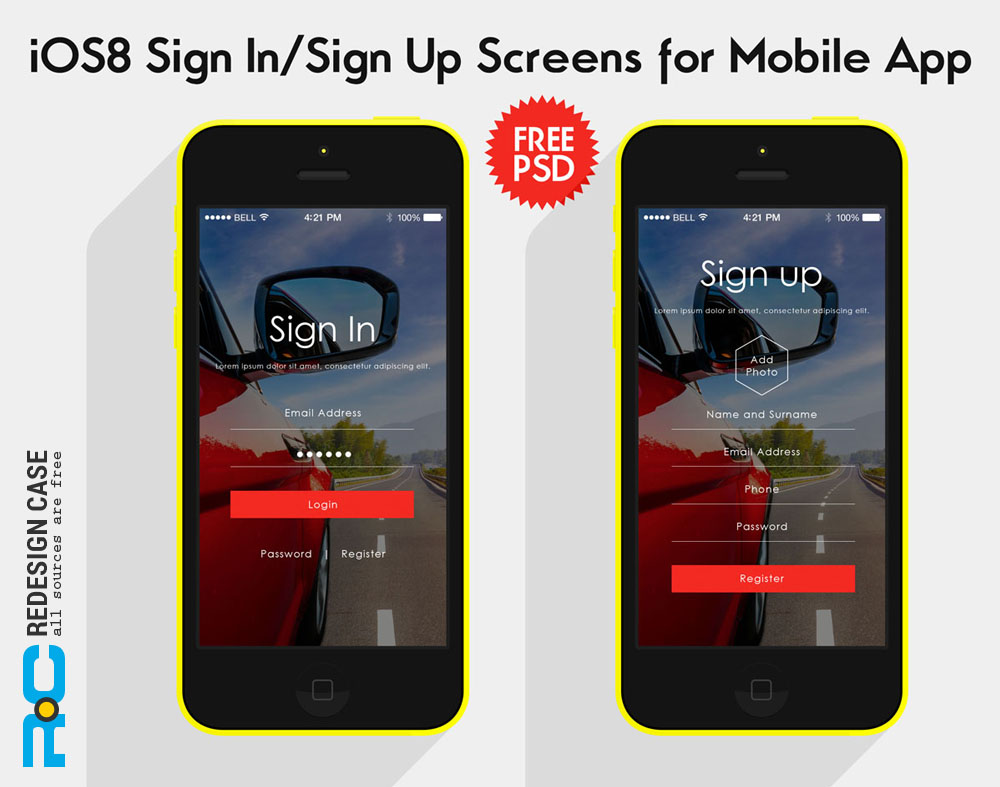 iOS8 Sign In/Sign Up Screens for Mobile App
FREE
PSD
BELL 4:21 PM 100%
Sign In
Lorem ipsum dolor sit amet, consectetur adipiscing elit.
Email Address
Login
Password | Register
BELL 4:21 PM 100%
Sign up
Lorem ipsum dolor sit amet, consectetur adipiscing elit.
Add
Photo
Name and Surname
Email Address
Phone
Password
Register
RC
REDESIGN CASE
all sources are free